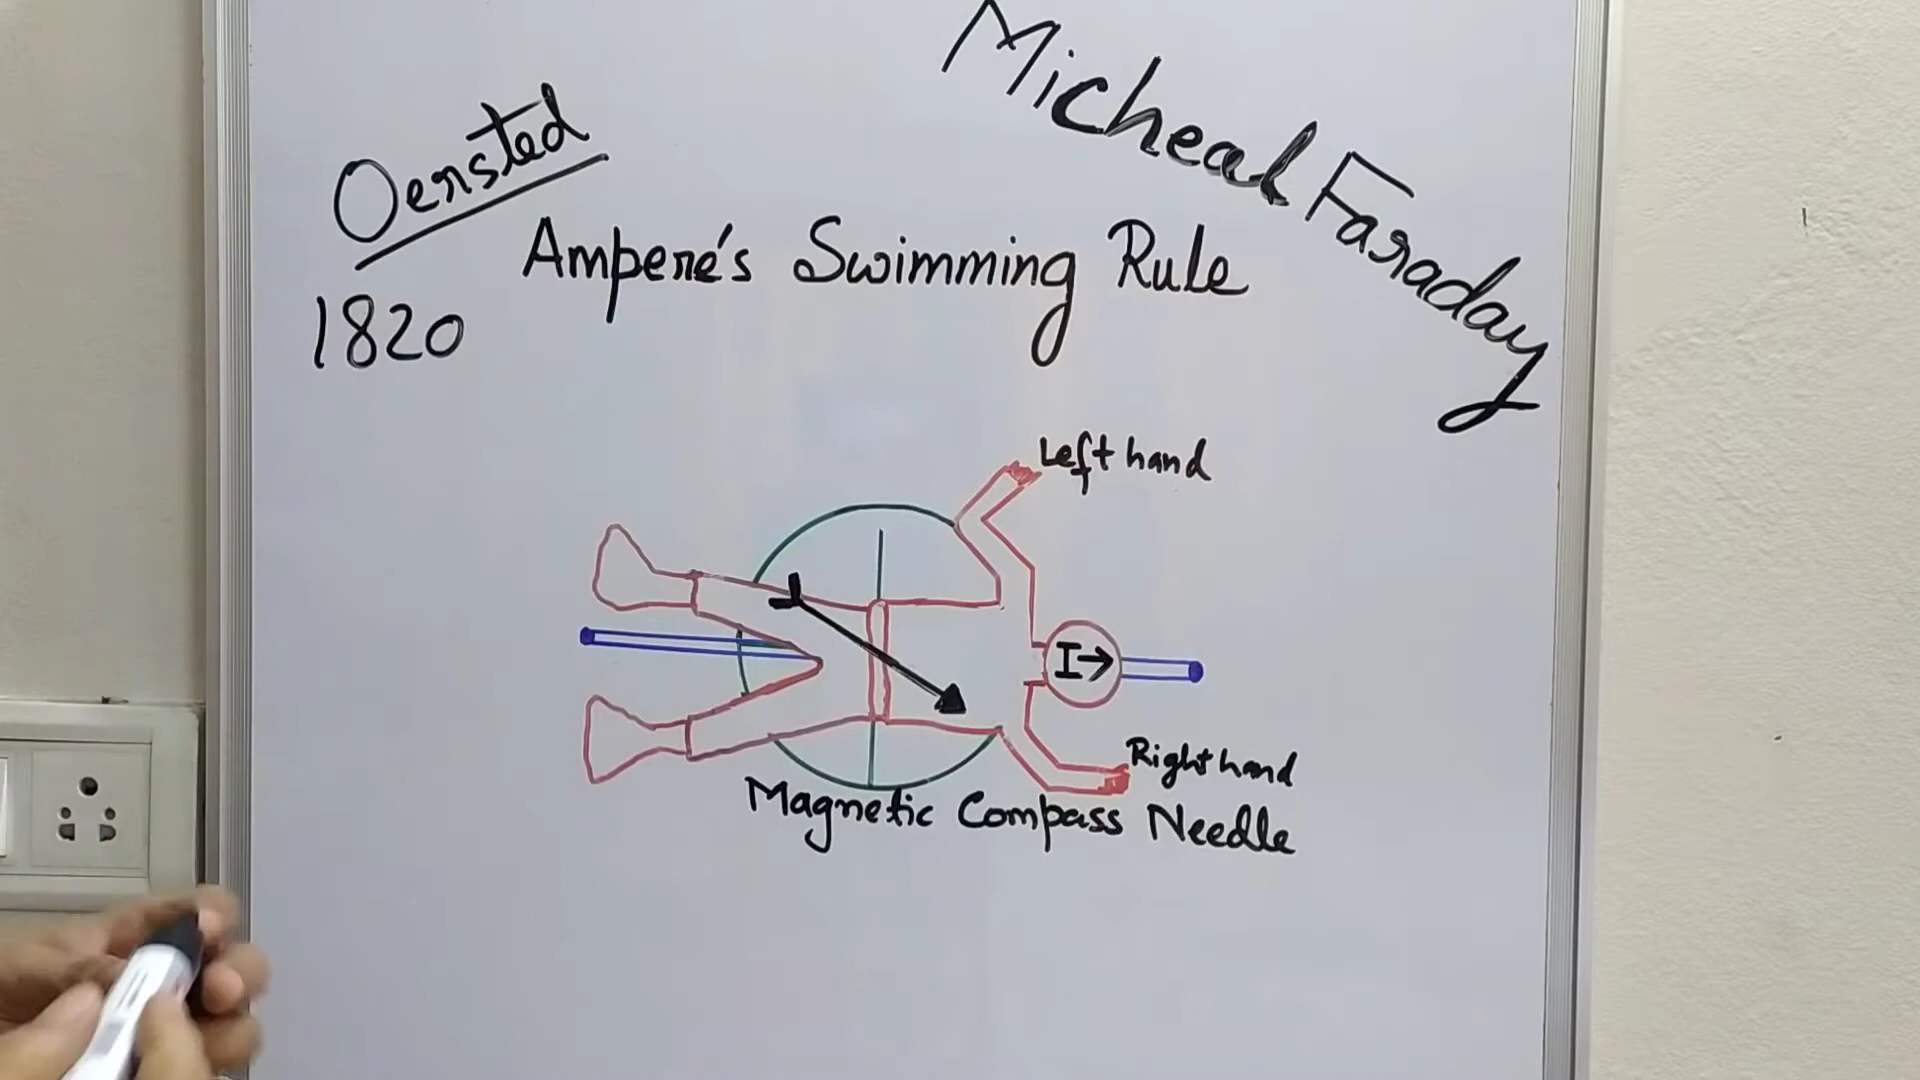 Micheal Faraday
Oersted
1820
Ampere's Swimming Rule
Left hand
I→
Right hand
Magnetic Compass Needle